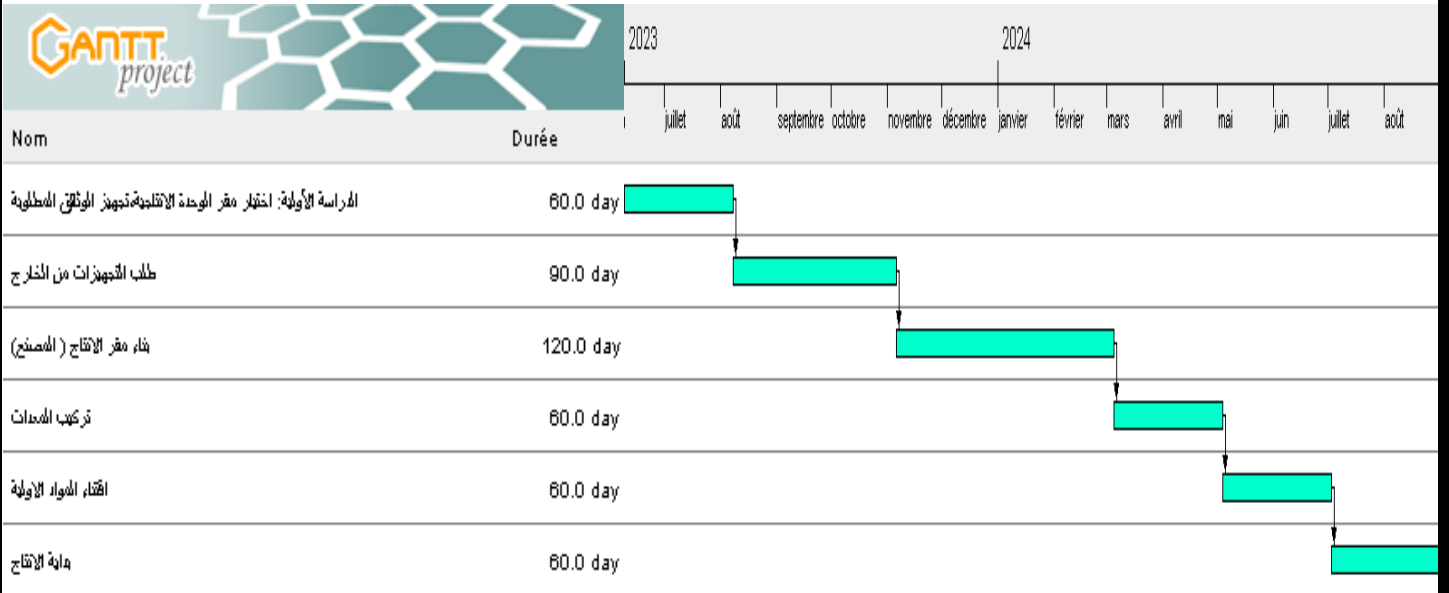 GANTT
project
2023 2024
juillet août septembre octobre novembre décembre janvier février mars avril mai juin juillet août
Nom Durée
الدراسة الأولية: اختيار مقر الوحدة الانتاجية،تجهيز الوثائق المطلوبة 60.0 day
طلب التجهيزات من الخارج 90.0 day
بناء مقر الانتاج ( المصنع) 120.0 day
تركيب المعدات 60.0 day
اقتناء المواد الاولية 60.0 day
بداية الانتاج 60.0 day